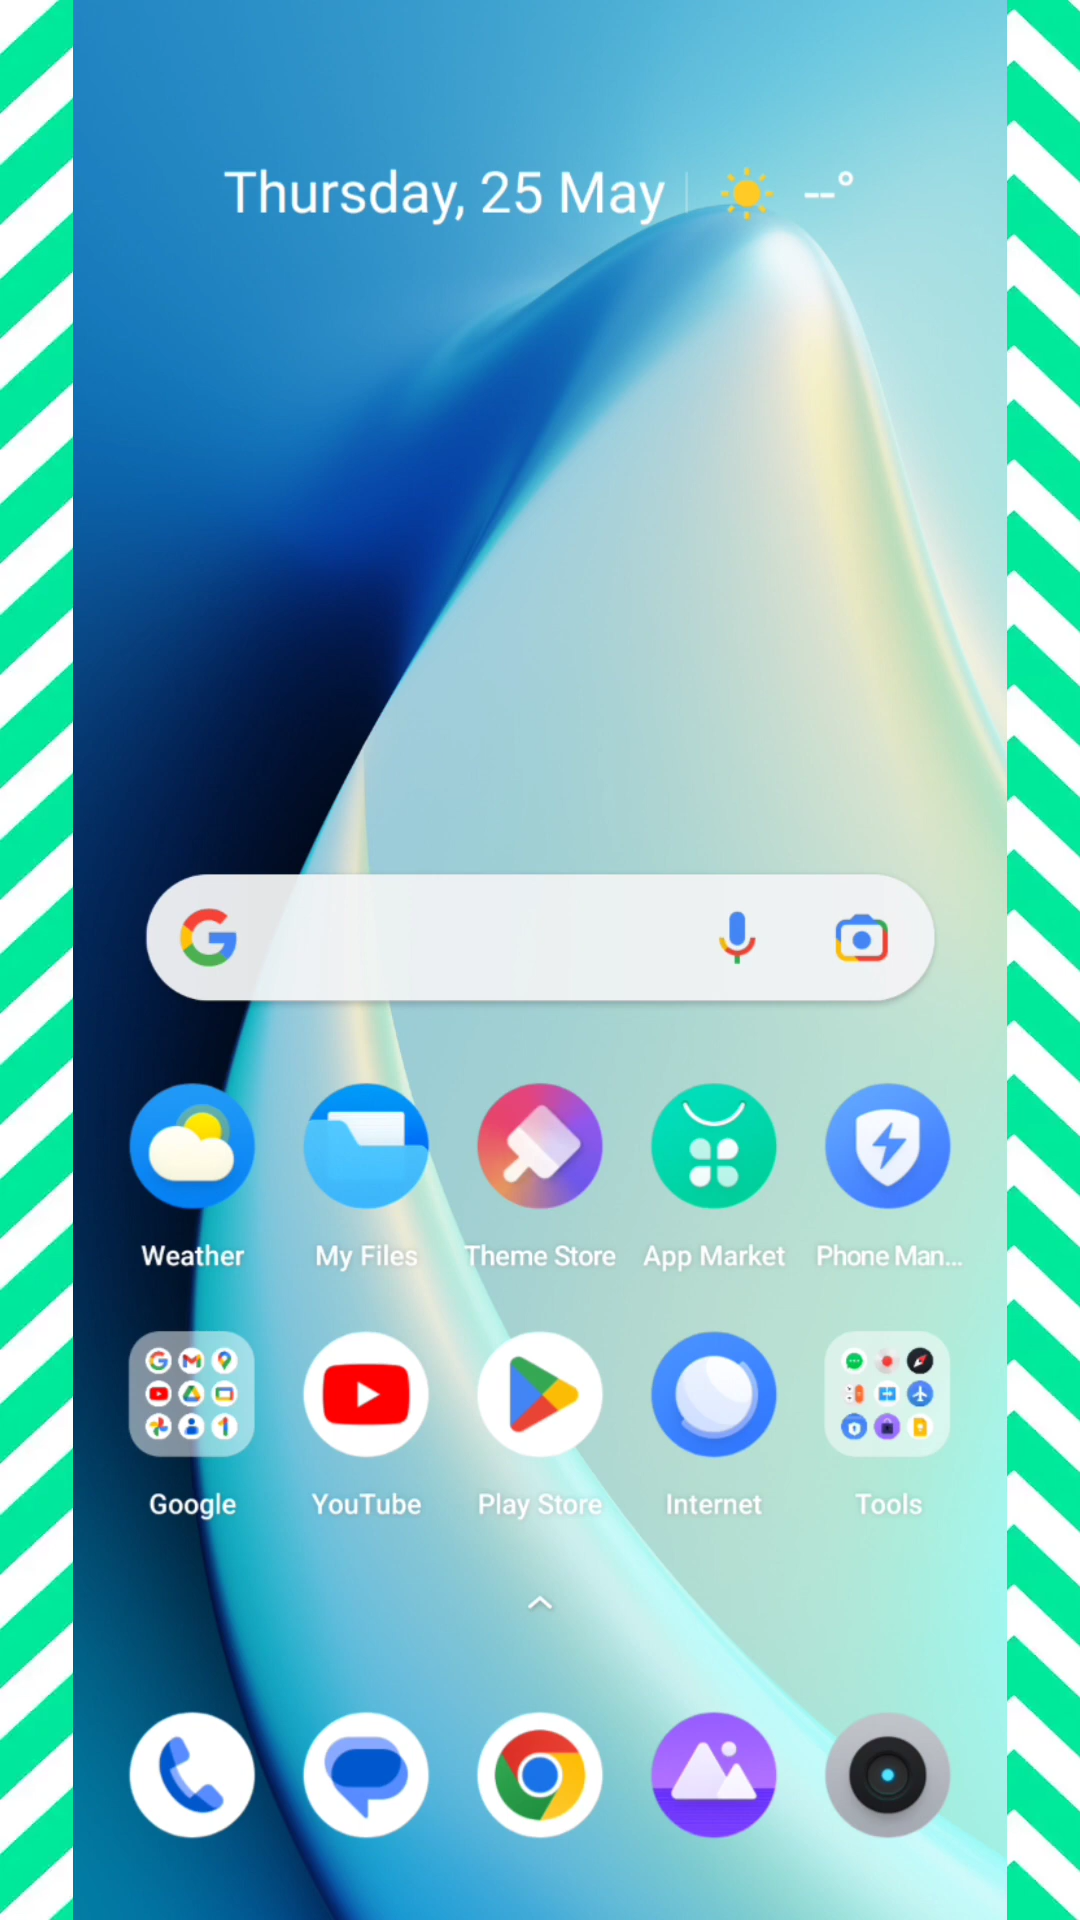 Thursday, 25 May --°
Weather
My Files
Theme Store
App Market
Phone Man...
Google
YouTube
Play Store
Internet
Tools